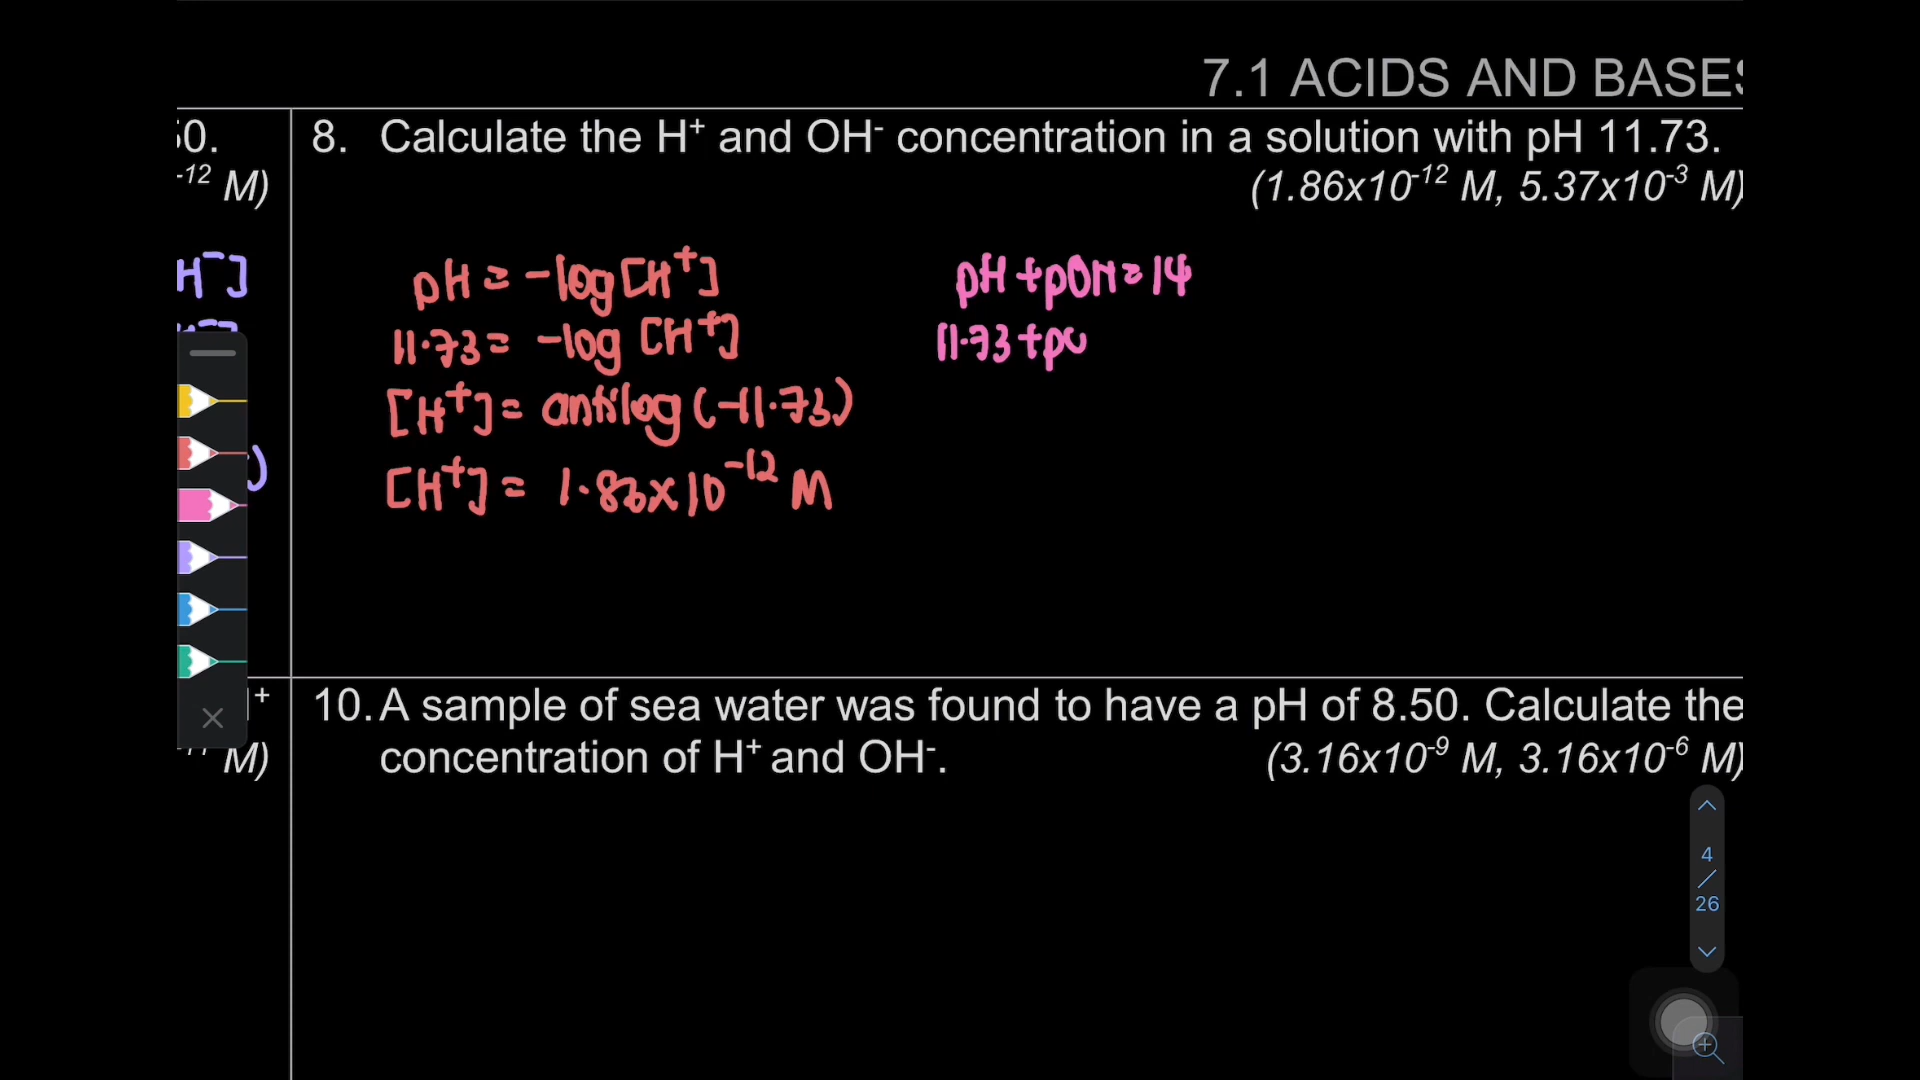 7.1 ACIDS AND BASES
50.
-12 M)
8. Calculate the H+ and OH- concentration in a solution with pH 11.73.
(1.86x10-12 M, 5.37x10-3 M)
H-]
)
pH = -log[H+]
11.73 = -log [H+]
[H+] = antilog (-11.73)
[H+] = 1.86x10-12 M
pH + pOH = 14
11.73 + po
+
M)
10. A sample of sea water was found to have a pH of 8.50. Calculate the
concentration of H+ and OH-.
(3.16x10-9 M, 3.16x10-6 M)
4
/
26